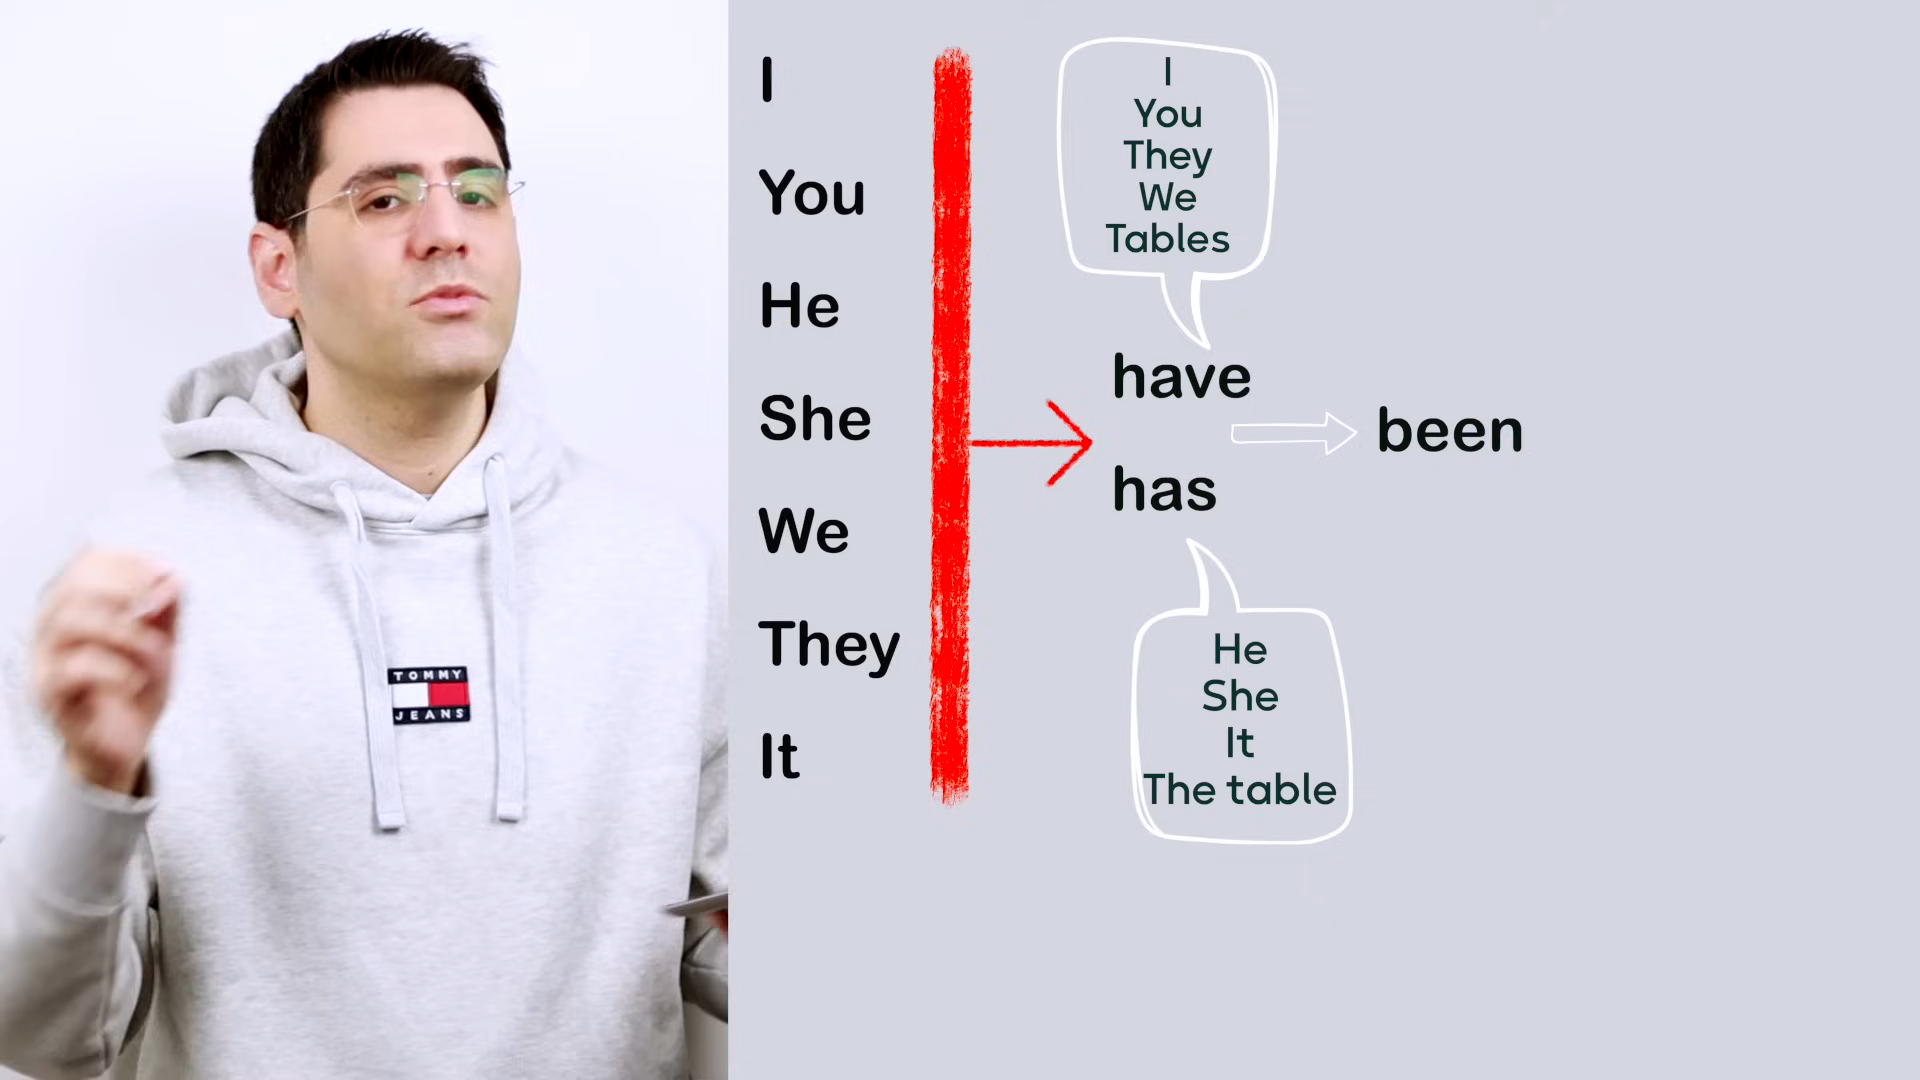 TOMMY
JEANS
I
You
He
She
We
They
It
I
You
They
We
Tables
have
has
been
He
She
It
The table